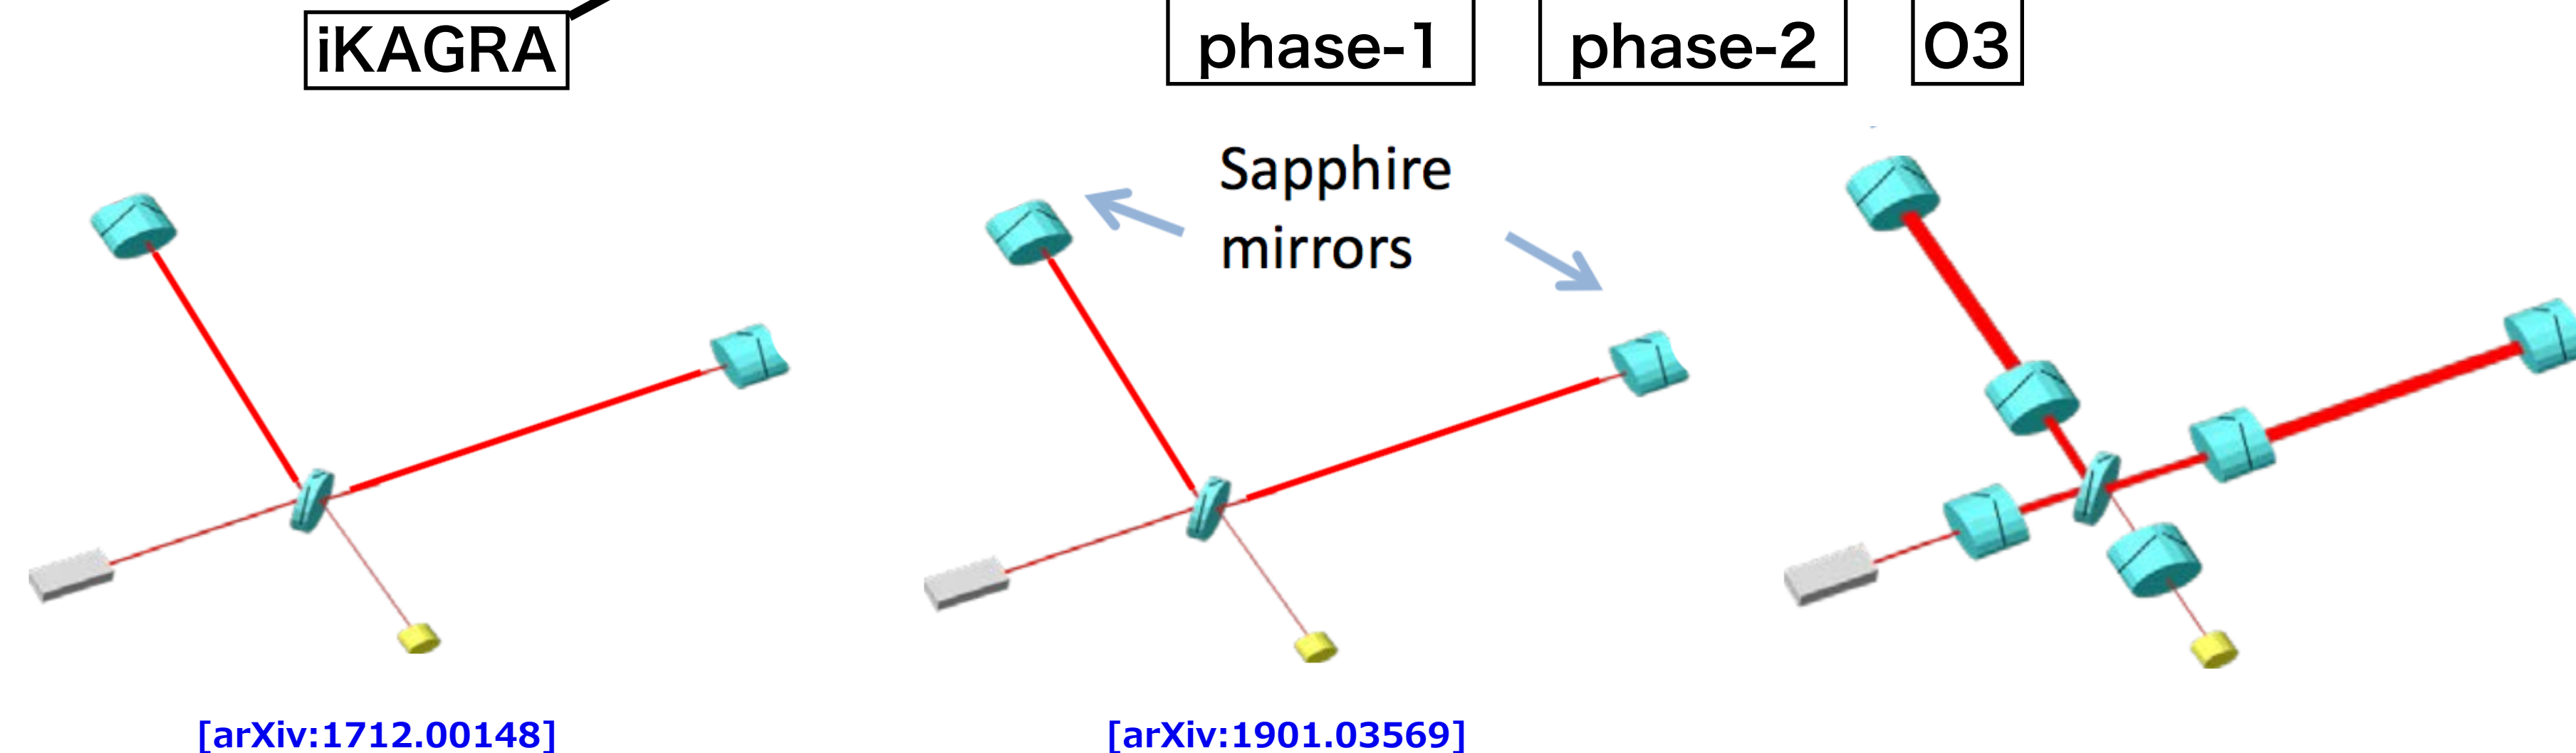 iKAGRA
phase-1
phase-2
O3
Sapphire
mirrors
[arXiv:1712.00148]
[arXiv:1901.03569]